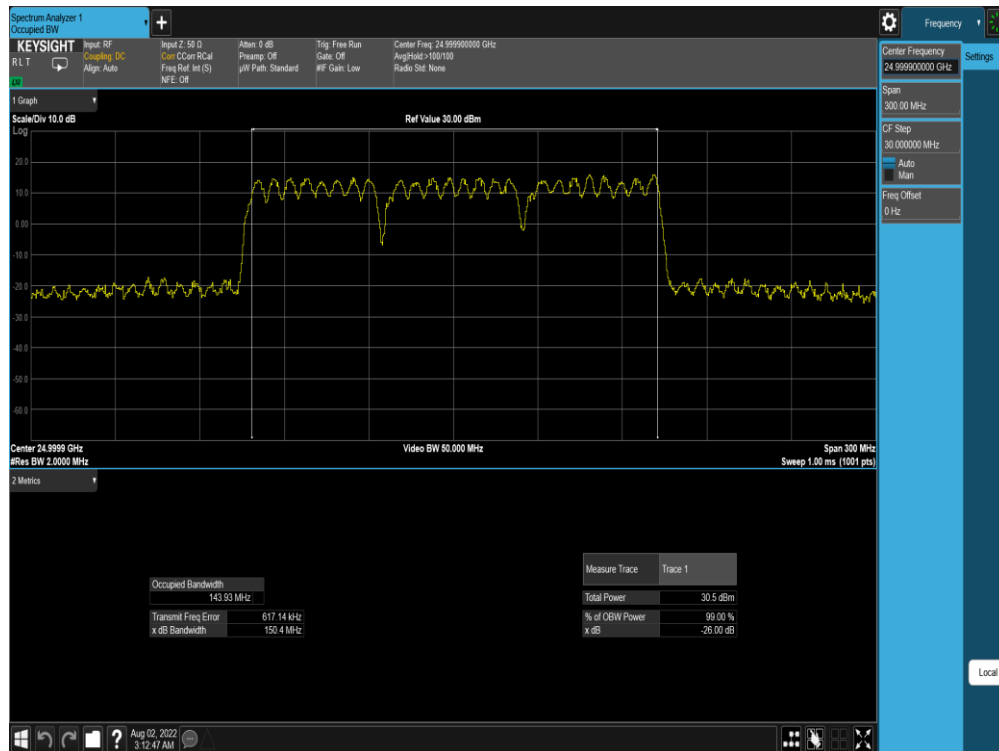 Spectrum Analyzer 1
Occupied BW
+
Frequency
KEYSIGHT
R L T
LXI
Input: RF
Coupling: DC
Align: Auto
Input Z: 50 Ω
Corr CCorr RCal
Freq Ref: Int (S)
NFE: Off
Atten: 0 dB
Preamp: Off
µW Path: Standard
Trig: Free Run
Gate: Off
#IF Gain: Low
Center Freq: 24.999900000 GHz
Avg|Hold:>100/100
Radio Std: None
Center Frequency
24.999900000 GHz
Settings
Span
300.00 MHz
CF Step
30.000000 MHz
Auto
Man
Freq Offset
0 Hz
1 Graph
Scale/Div 10.0 dB
Ref Value 30.00 dBm
Log
20.0
10.0
0.00
-10.0
-20.0
-30.0
-40.0
-50.0
-60.0
Center 24.9999 GHz
Video BW 50.000 MHz
Span 300 MHz
#Res BW 2.0000 MHz
Sweep 1.00 ms (1001 pts)
2 Metrics
Measure Trace
Trace 1
Occupied Bandwidth
143.93 MHz
Total Power
30.5 dBm
Transmit Freq Error
617.14 kHz
% of OBW Power
99.00 %
x dB Bandwidth
150.4 MHz
x dB
-26.00 dB
Local
?
Aug 02, 2022
3:12:47 AM